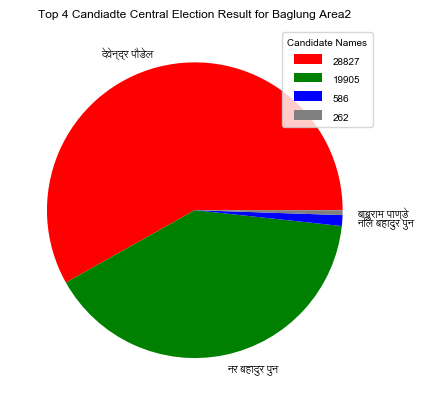 Top 4 Candiadte Central Election Result for Baglung Area2
Candidate Names
28827
19905
586
262
देवेन्द्र पौडेल
बाबुराम पाण्डे
नर बहादुर पुन